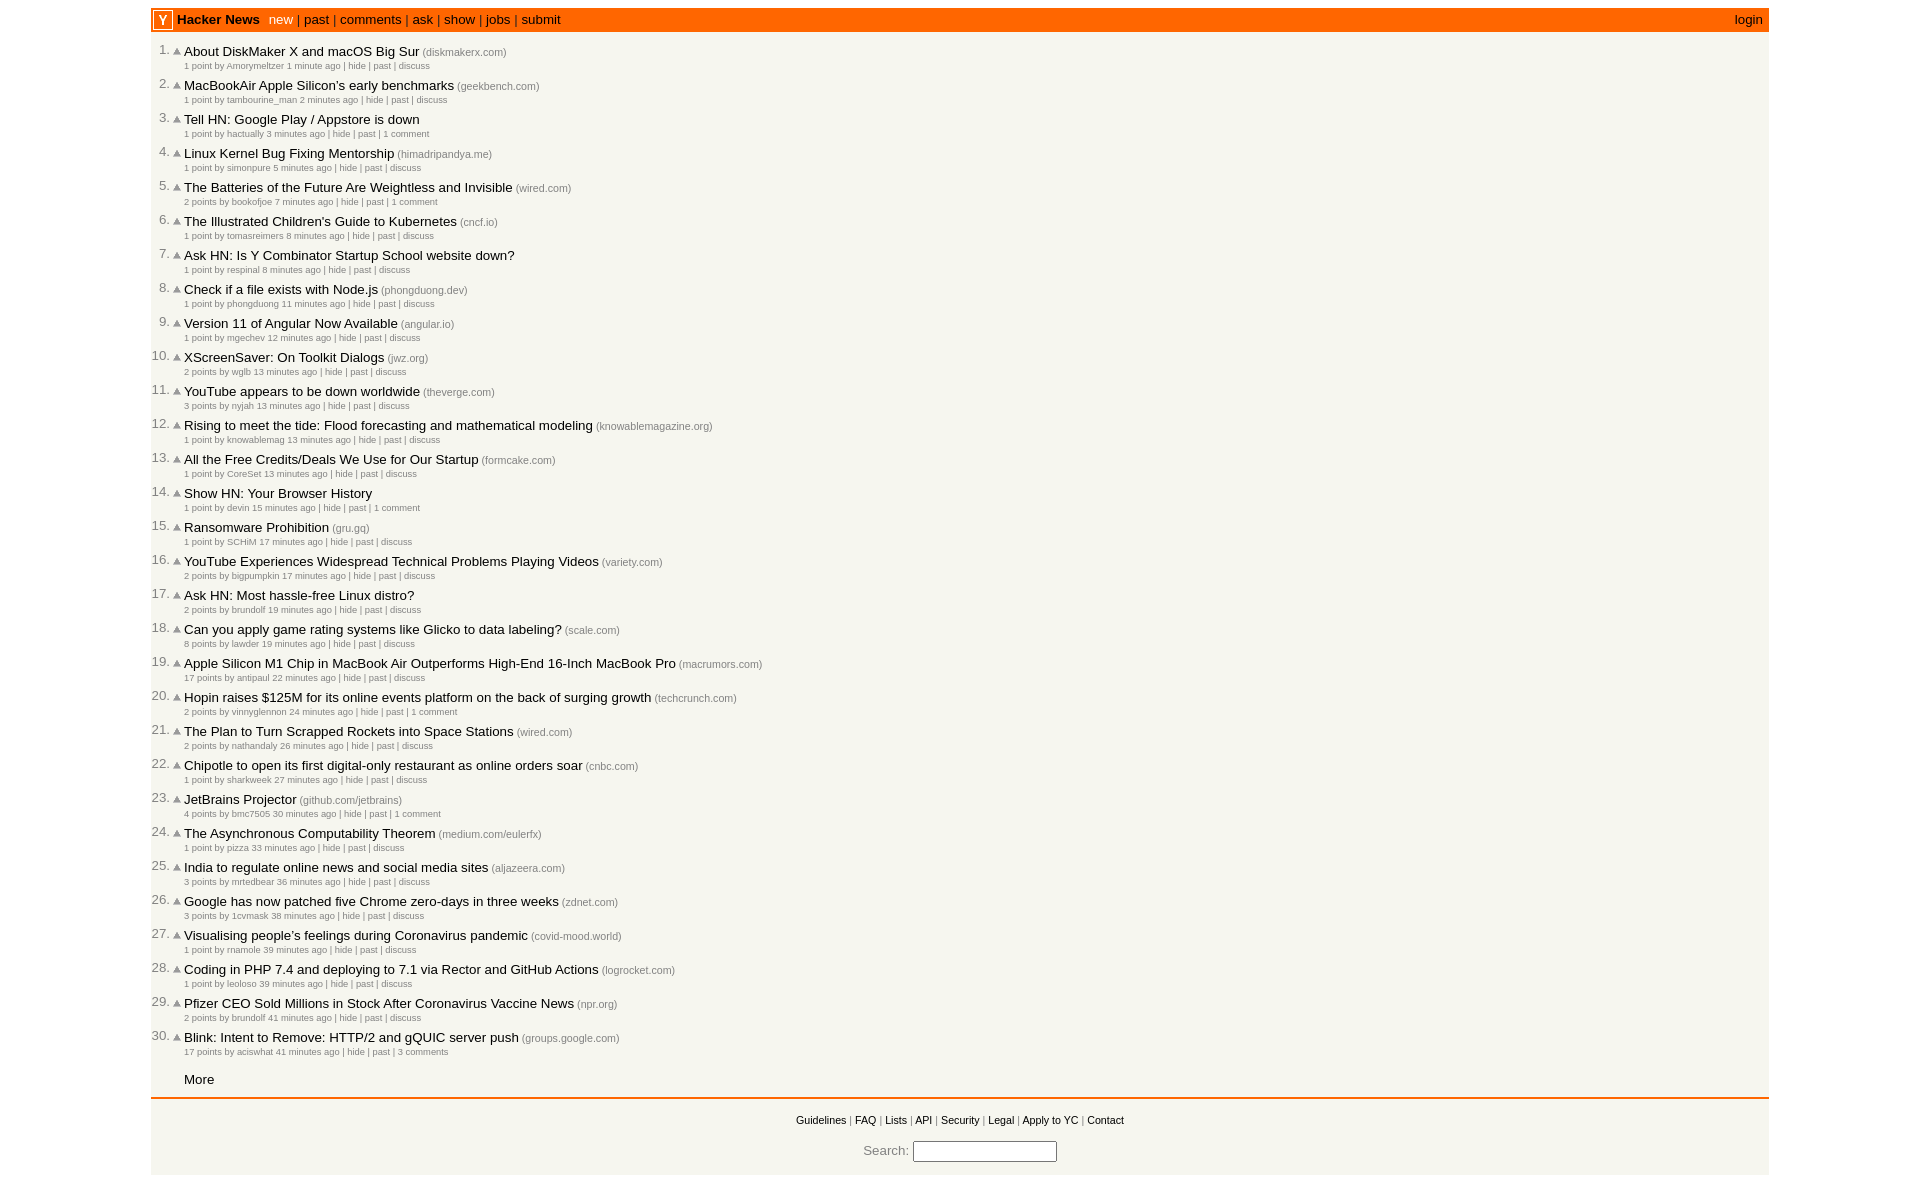 Y Hacker News new | past | comments | ask | show | jobs | submit login
1. About DiskMaker X and macOS Big Sur (diskmakerx.com)
1 point by Amorymeltzer 1 minute ago | hide | past | discuss
2. MacBookAir Apple Silicon's early benchmarks (geekbench.com)
1 point by tambourine_man 2 minutes ago | hide | past | discuss
3. Tell HN: Google Play / Appstore is down
1 point by hactually 3 minutes ago | hide | past | 1 comment
4. Linux Kernel Bug Fixing Mentorship (himadripandya.me)
1 point by simonpure 5 minutes ago | hide | past | discuss
5. The Batteries of the Future Are Weightless and Invisible (wired.com)
2 points by bookofjoe 7 minutes ago | hide | past | 1 comment
6. The Illustrated Children's Guide to Kubernetes (cncf.io)
1 point by tomasreimers 8 minutes ago | hide | past | discuss
7. Ask HN: Is Y Combinator Startup School website down?
1 point by respinal 8 minutes ago | hide | past | discuss
8. Check if a file exists with Node.js (phongduong.dev)
1 point by phongduong 11 minutes ago | hide | past | discuss
9. Version 11 of Angular Now Available (angular.io)
1 point by mgechev 12 minutes ago | hide | past | discuss
10. XScreenSaver: On Toolkit Dialogs (jwz.org)
2 points by wglb 13 minutes ago | hide | past | discuss
11. YouTube appears to be down worldwide (theverge.com)
3 points by nyjah 13 minutes ago | hide | past | discuss
12. Rising to meet the tide: Flood forecasting and mathematical modeling (knowablemagazine.org)
1 point by knowablemag 13 minutes ago | hide | past | discuss
13. All the Free Credits/Deals We Use for Our Startup (formcake.com)
1 point by CoreSet 13 minutes ago | hide | past | discuss
14. Show HN: Your Browser History
1 point by devin 15 minutes ago | hide | past | 1 comment
15. Ransomware Prohibition (gru.gq)
1 point by SCHiM 17 minutes ago | hide | past | discuss
16. YouTube Experiences Widespread Technical Problems Playing Videos (variety.com)
2 points by bigpumpkin 17 minutes ago | hide | past | discuss
17. Ask HN: Most hassle-free Linux distro?
2 points by brundolf 19 minutes ago | hide | past | discuss
18. Can you apply game rating systems like Glicko to data labeling? (scale.com)
8 points by lawder 19 minutes ago | hide | past | discuss
19. Apple Silicon M1 Chip in MacBook Air Outperforms High-End 16-Inch MacBook Pro (macrumors.com)
17 points by antipaul 22 minutes ago | hide | past | discuss
20. Hopin raises $125M for its online events platform on the back of surging growth (techcrunch.com)
2 points by vinnyglennon 24 minutes ago | hide | past | 1 comment
21. The Plan to Turn Scrapped Rockets into Space Stations (wired.com)
2 points by nathandaly 26 minutes ago | hide | past | discuss
22. Chipotle to open its first digital-only restaurant as online orders soar (cnbc.com)
1 point by sharkweek 27 minutes ago | hide | past | discuss
23. JetBrains Projector (github.com/jetbrains)
4 points by bmc7505 30 minutes ago | hide | past | 1 comment
24. The Asynchronous Computability Theorem (medium.com/eulerfx)
1 point by pizza 33 minutes ago | hide | past | discuss
25. India to regulate online news and social media sites (aljazeera.com)
3 points by mrtedbear 36 minutes ago | hide | past | discuss
26. Google has now patched five Chrome zero-days in three weeks (zdnet.com)
3 points by 1cvmask 38 minutes ago | hide | past | discuss
27. Visualising people's feelings during Coronavirus pandemic (covid-mood.world)
1 point by rnamole 39 minutes ago | hide | past | discuss
28. Coding in PHP 7.4 and deploying to 7.1 via Rector and GitHub Actions (logrocket.com)
1 point by leoloso 39 minutes ago | hide | past | discuss
29. Pfizer CEO Sold Millions in Stock After Coronavirus Vaccine News (npr.org)
2 points by brundolf 41 minutes ago | hide | past | discuss
30. Blink: Intent to Remove: HTTP/2 and gQUIC server push (groups.google.com)
17 points by aciswhat 41 minutes ago | hide | past | 3 comments
More
Guidelines | FAQ | Lists | API | Security | Legal | Apply to YC | Contact
Search: